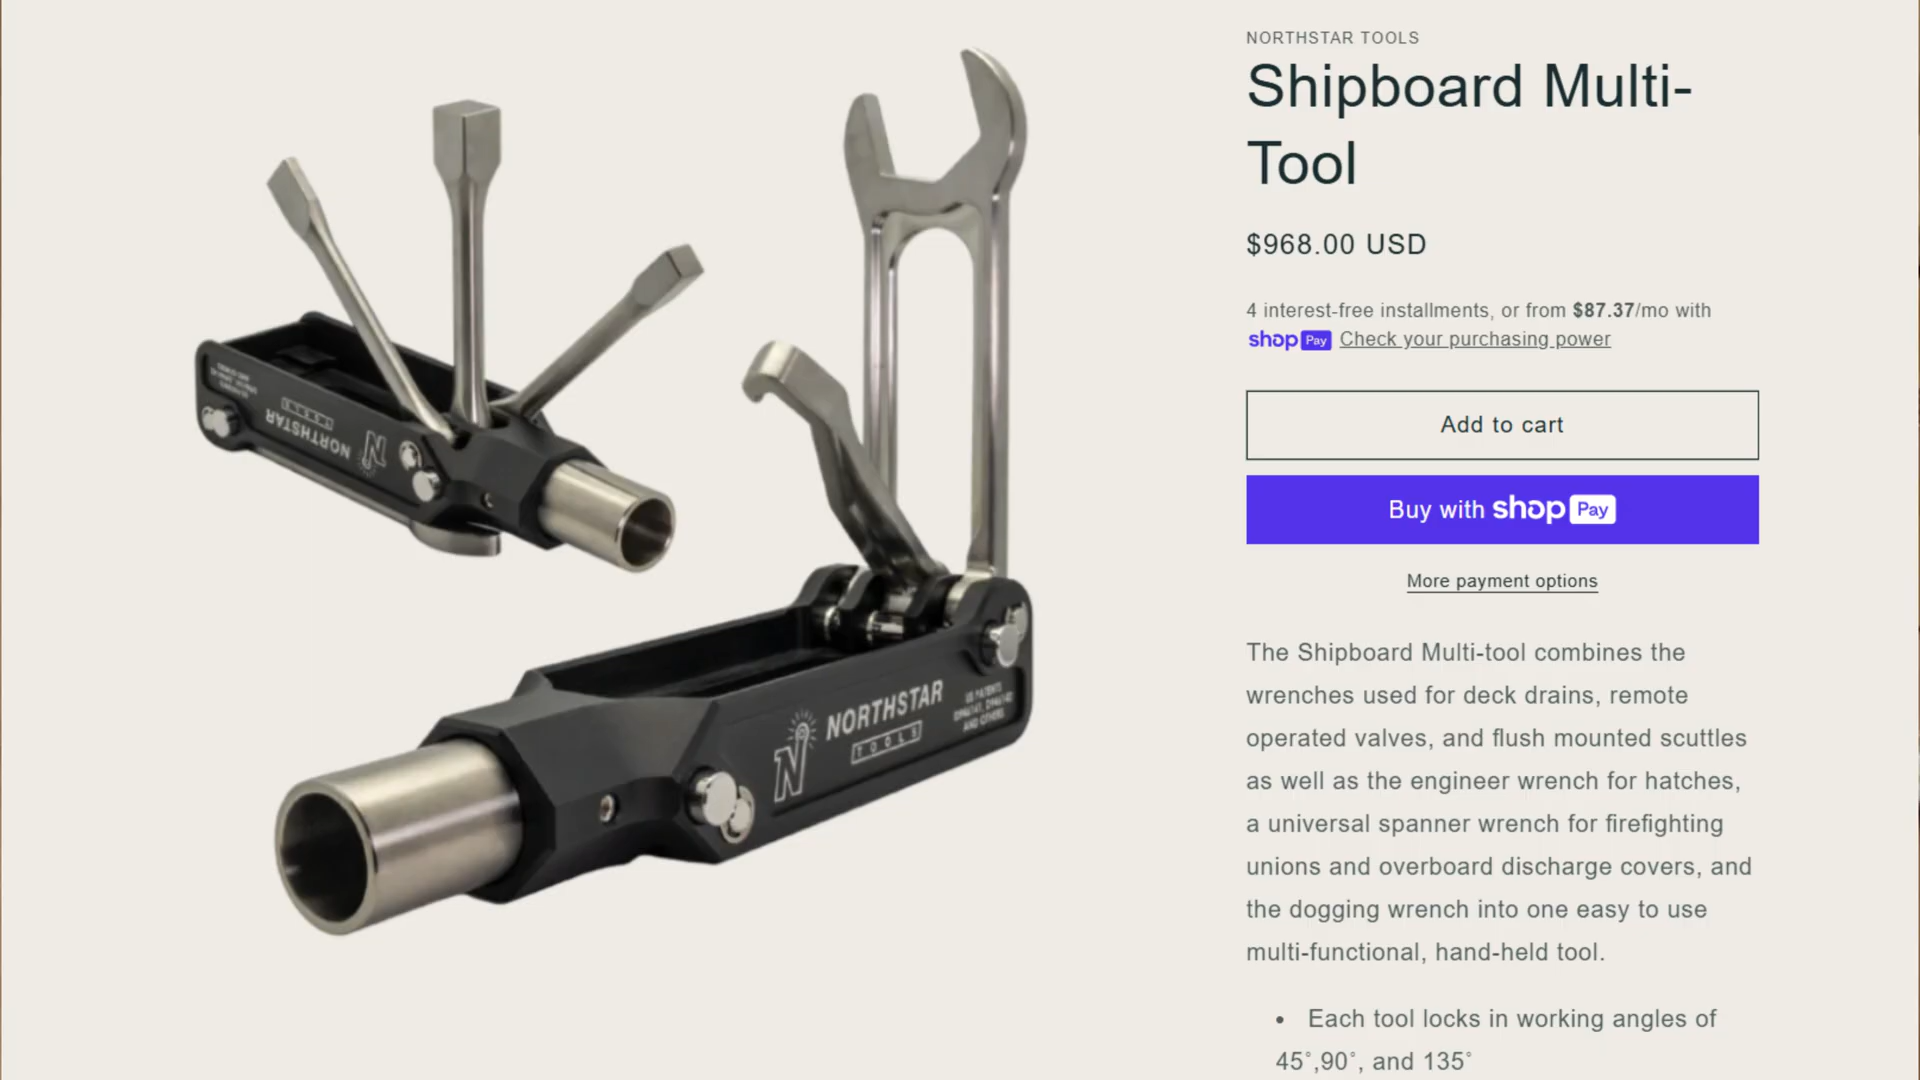 NORTHSTAR TOOLS
Shipboard Multi-
Tool
$968.00 USD
4 interest-free installments, or from $87.37/mo with
shop Pay Check your purchasing power
Add to cart
Buy with shop Pay
More payment options
The Shipboard Multi-tool combines the
wrenches used for deck drains, remote
operated valves, and flush mounted scuttles
as well as the engineer wrench for hatches,
a universal spanner wrench for firefighting
unions and overboard discharge covers, and
the dogging wrench into one easy to use
multi-functional, hand-held tool.
• Each tool locks in working angles of
45°,90°, and 135°
NORTHSTAR
TOOLS
N
NORTHSTAR
TOOLS
US PATENTS
AND OTHERS